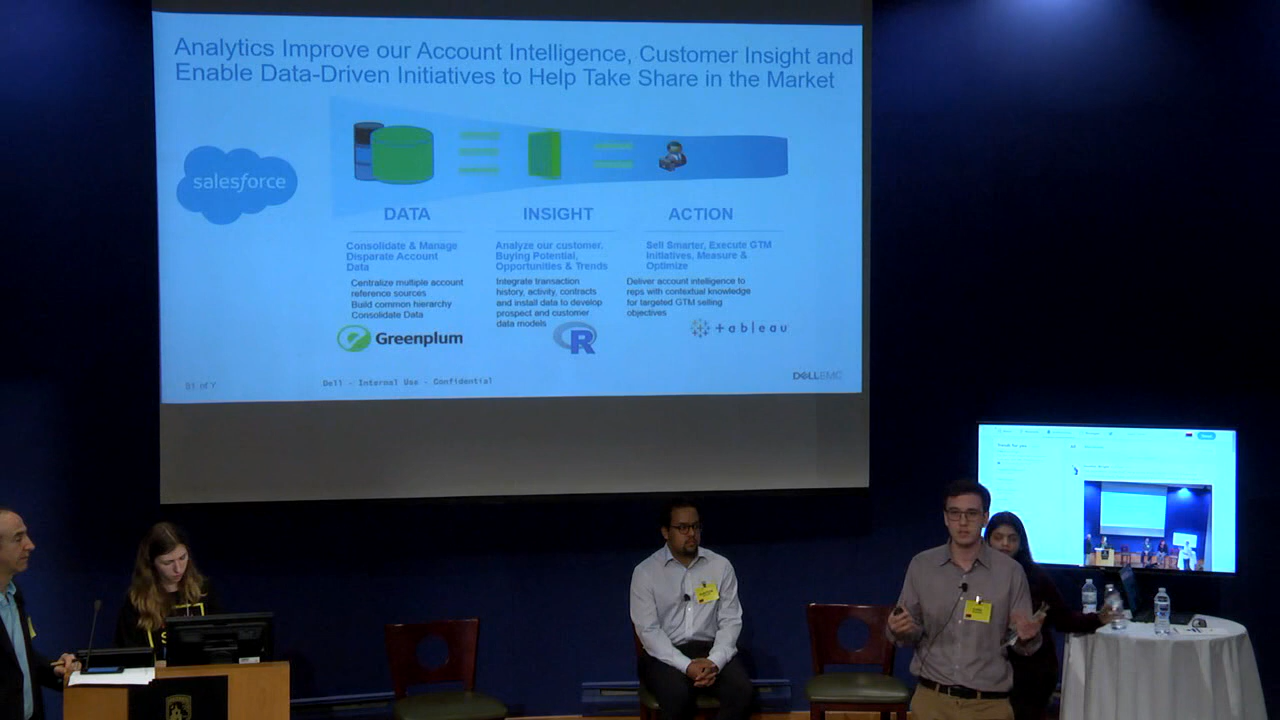 Analytics Improve our Account Intelligence, Customer Insight and
Enable Data-Driven Initiatives to Help Take Share in the Market
salesforce
DATA
Consolidate & Manage
Disparate Account
Data
Centralize multiple account
reference sources
Build common hierarchy
Consolidate Data
Greenplum
INSIGHT
Analyze our customer.
Buying Potential,
Opportunities & Trends
Integrate transaction
history, activity, contracts
and install data to develop
prospect and customer
data models
R
ACTION
Sell Smarter, Execute GTM
Initiatives, Measure &
Optimize
Deliver account intelligence to
reps with contextual knowledge
for targeted GTM selling
objectives
+ableau
91 of Y
Dell - Internal Use - Confidential
DELLEMC